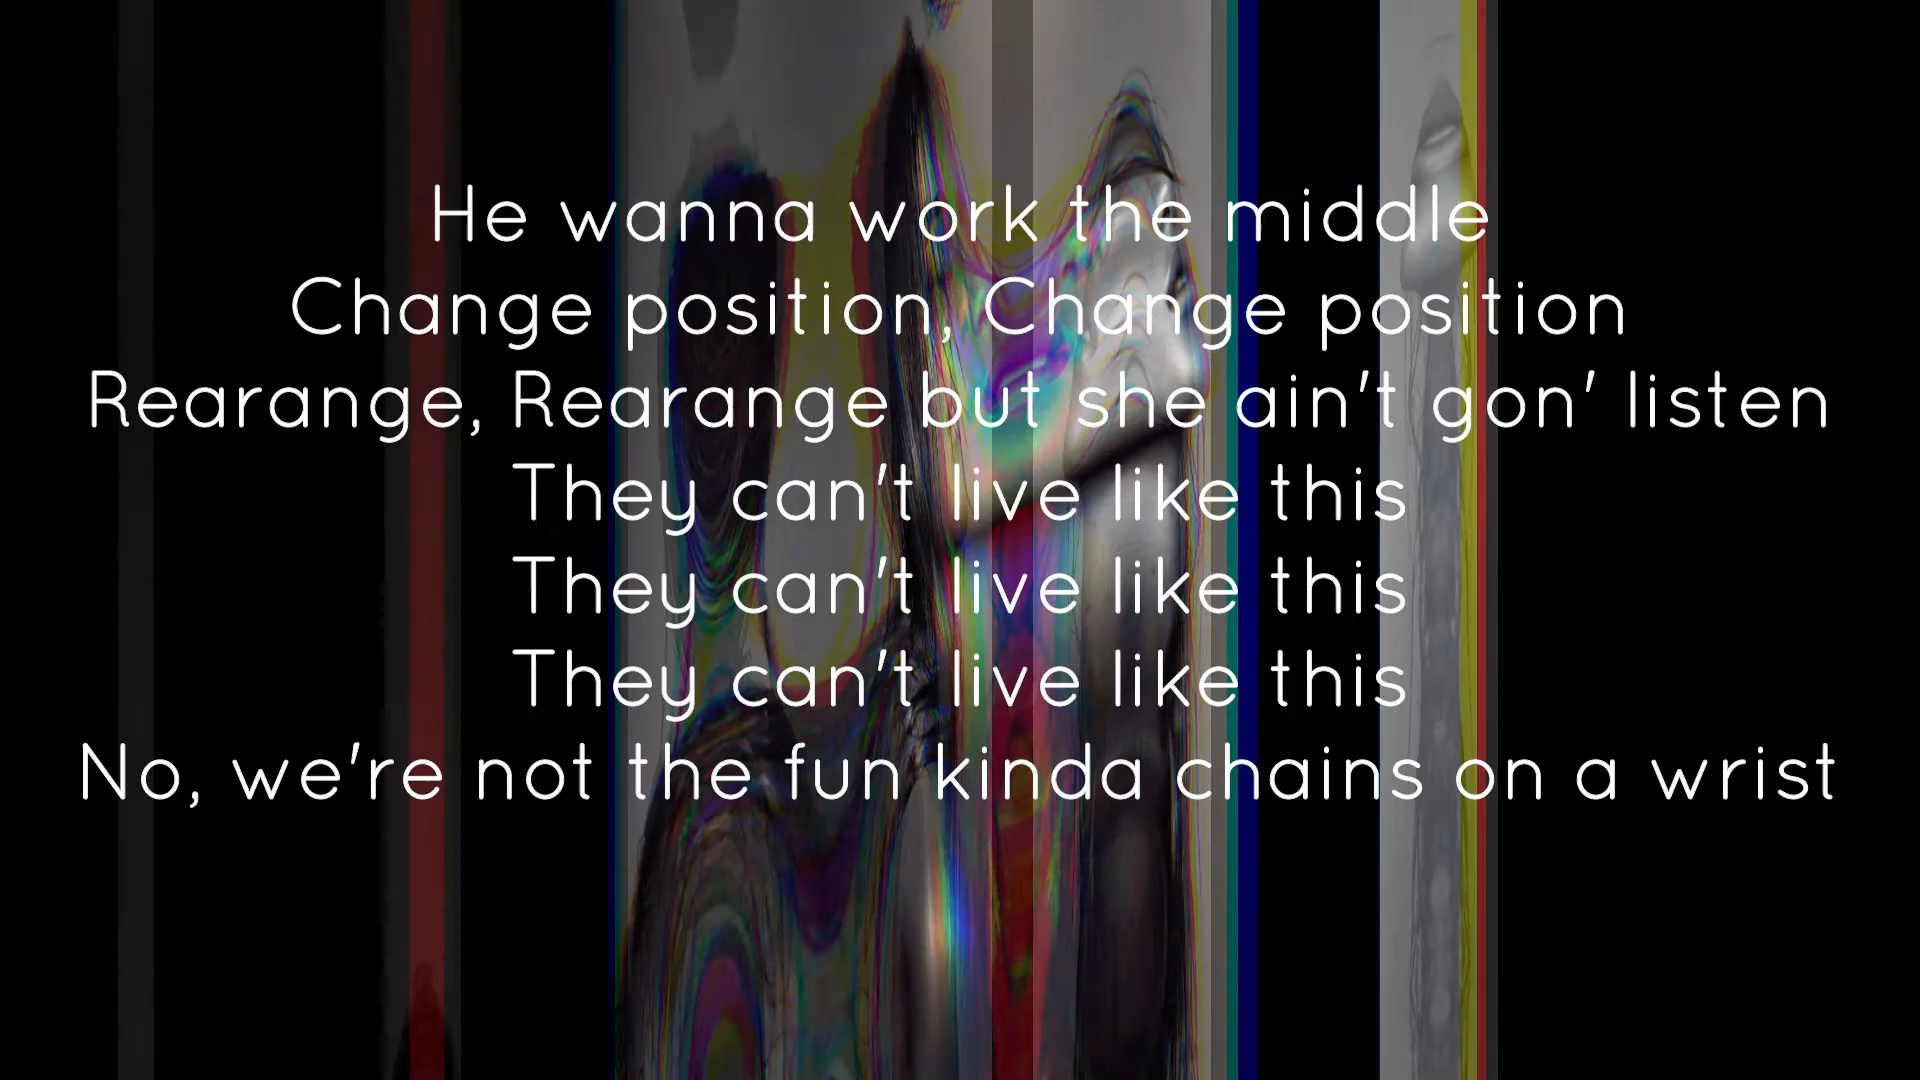 He wanna work the middle
Change position, Change position
Rearange, Rearange but she ain't gon' listen
They can't live like this
They can't live like this
They can't live like this
No, we're not the fun kinda chains on a wrist